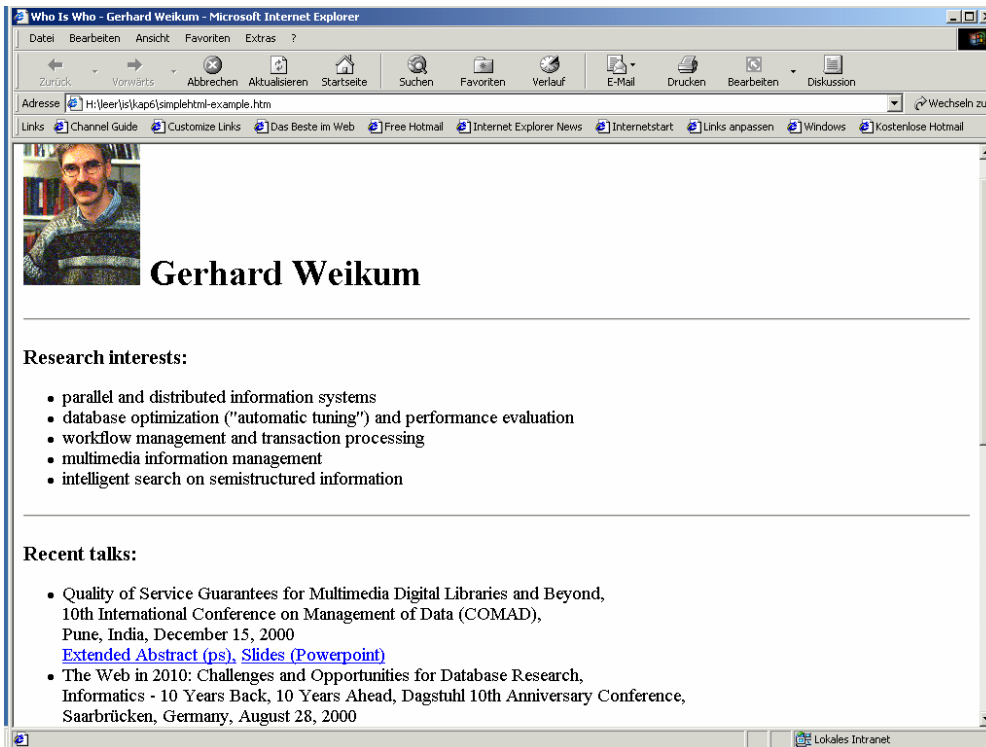 Who Is Who - Gerhard Weikum - Microsoft Internet Explorer
Datei Bearbeiten Ansicht Favoriten Extras ?
Zurück Vorwärts Abbrechen Aktualisieren Startseite Suchen Favoriten Verlauf E-Mail Drucken Bearbeiten Diskussion
Adresse H:\leer\is\kap6\simplehtml-example.htm Wechseln zu
Links Channel Guide Customize Links Das Beste im Web Free Hotmail Internet Explorer News Internetstart Links anpassen Windows Kostenlose Hotmail
Gerhard Weikum
Research interests:
• parallel and distributed information systems
• database optimization ("automatic tuning") and performance evaluation
• workflow management and transaction processing
• multimedia information management
• intelligent search on semistructured information
Recent talks:
• Quality of Service Guarantees for Multimedia Digital Libraries and Beyond,
10th International Conference on Management of Data (COMAD),
Pune, India, December 15, 2000
Extended Abstract (ps), Slides (Powerpoint)
• The Web in 2010: Challenges and Opportunities for Database Research,
Informatics - 10 Years Back, 10 Years Ahead, Dagstuhl 10th Anniversary Conference,
Saarbrücken, Germany, August 28, 2000
Lokales Intranet